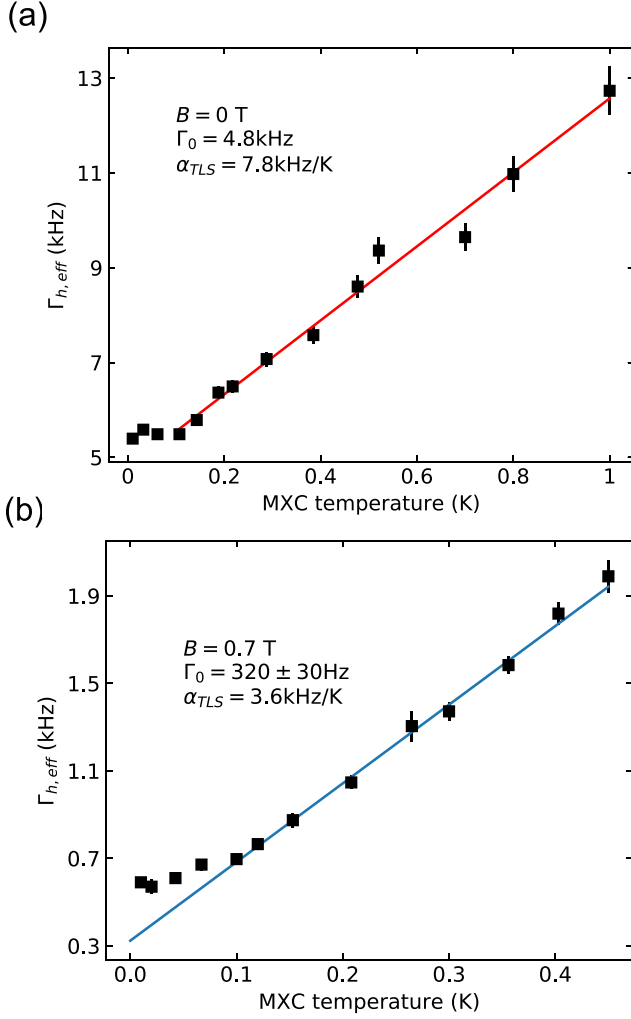 (a)
13
11
9
7
5
Γh,eff (kHz)
B = 0 T
Γ0 = 4.8kHz
αTLS = 7.8kHz/K
0 0.2 0.4 0.6 0.8 1
MXC temperature (K)
(b)
1.9
1.5
1.1
0.7
0.3
Γh,eff (kHz)
B = 0.7 T
Γ0 = 320 ± 30Hz
αTLS = 3.6kHz/K
0.0 0.1 0.2 0.3 0.4
MXC temperature (K)